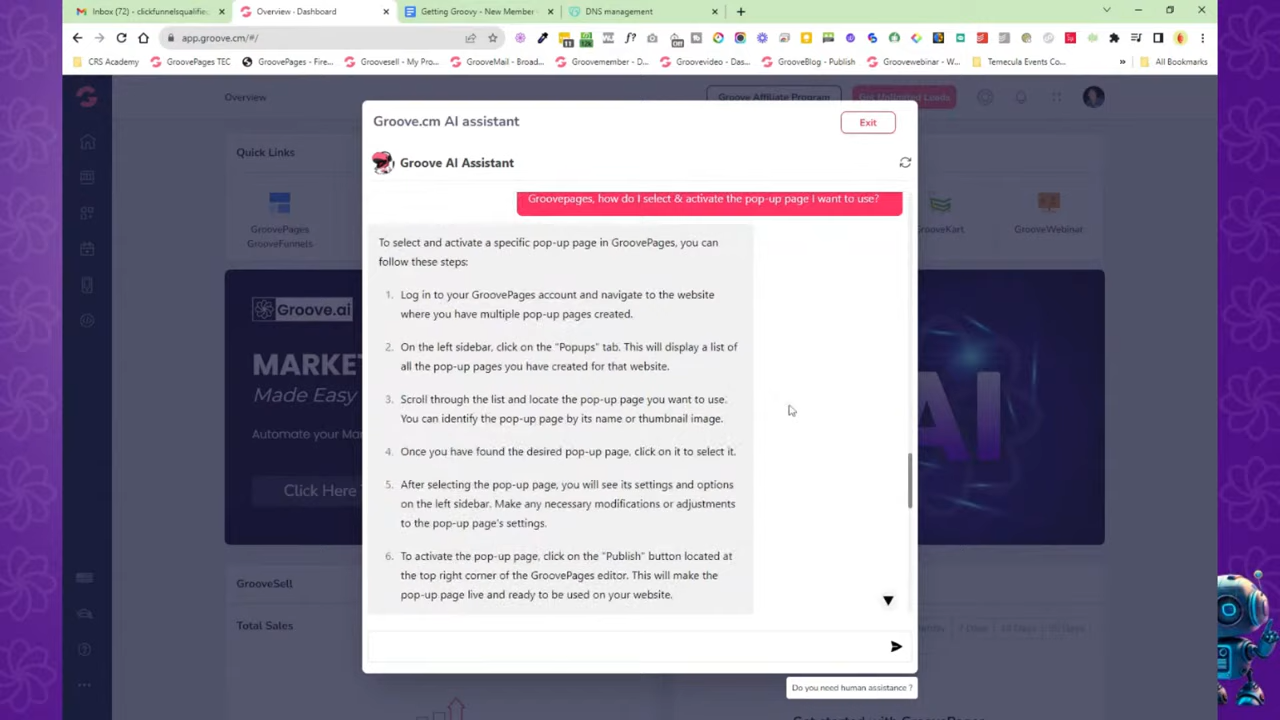 Inbox (72) - clickfunnelsqualifie
Overview - Dashboard
Getting Groovy - New Member
DNS management
app.groove.cm/#/
CRS Academy
GroovePages TEC
GroovePages - Fire...
Groovesell - My Pro...
GrooveMail - Broad...
Groovemember - D...
Groovevideo - Das...
GrooveBlog - Publish
Groovewebinar - W...
Temecula Events Co...
»
All Bookmarks
Overview
Groove Affiliate Program
Get Unlimited Leads
Quick Links
GroovePages
GrooveFunnels
GrooveKart
GrooveWebinar
Groove.ai
MARKET
Made Easy
Automate your Mar
Click Here
AI
GrooveSell
Total Sales
Groove.cm AI assistant
Exit
Groove AI Assistant
Groovepages, how do I select & activate the pop-up page I want to use?
To select and activate a specific pop-up page in GroovePages, you can
follow these steps:
1. Log in to your GroovePages account and navigate to the website
where you have multiple pop-up pages created.
2. On the left sidebar, click on the "Popups" tab. This will display a list of
all the pop-up pages you have created for that website.
3. Scroll through the list and locate the pop-up page you want to use.
You can identify the pop-up page by its name or thumbnail image.
4. Once you have found the desired pop-up page, click on it to select it.
5. After selecting the pop-up page, you will see its settings and options
on the left sidebar. Make any necessary modifications or adjustments
to the pop-up page's settings.
6. To activate the pop-up page, click on the "Publish" button located at
the top right corner of the GroovePages editor. This will make the
pop-up page live and ready to be used on your website.
Do you need human assistance ?